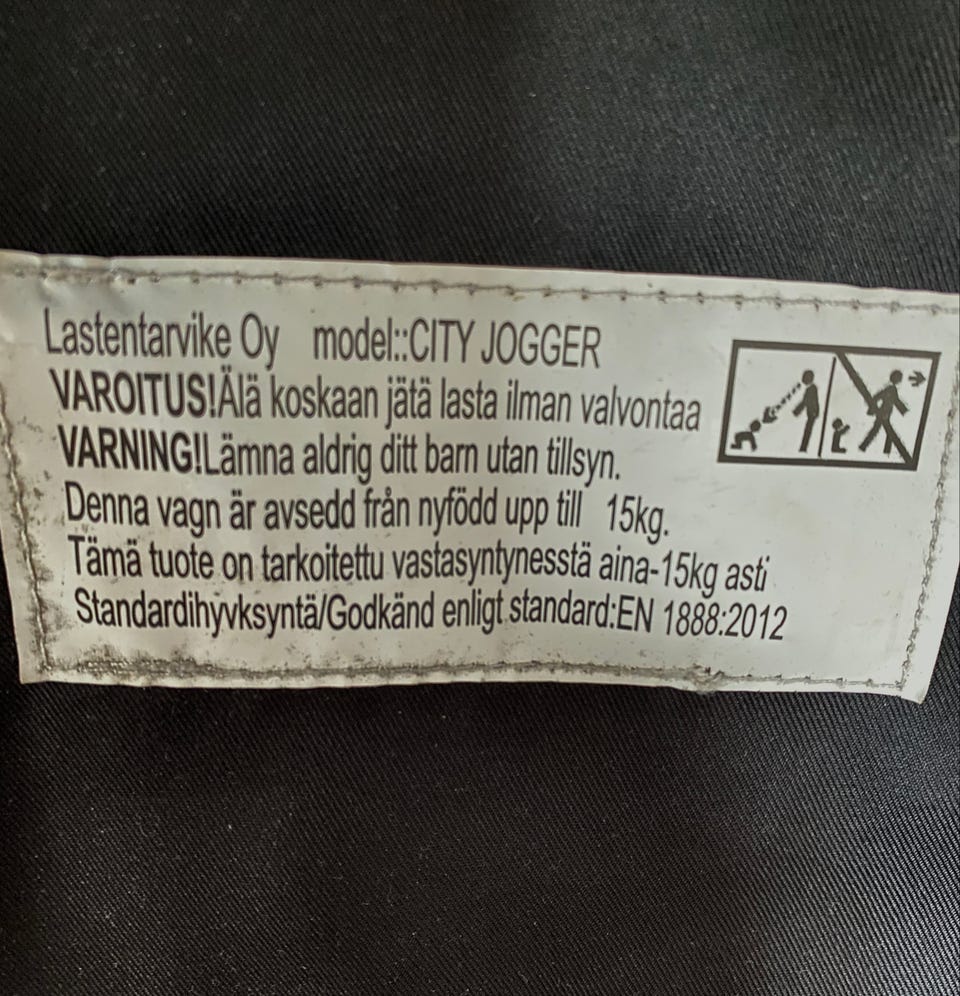 Lastentarvike Oy model::CITY JOGGER
VAROITUS!Älä koskaan jätä lasta ilman valvontaa
VARNING!Lämna aldrig ditt barn utan tillsyn.
Denna vagn är avsedd från nyfödd upp till 15kg.
Tämä tuote on tarkoitettu vastasyntynesstä aina-15kg asti
Standardihyvksyntä/Godkänd enligt standard:EN 1888:2012